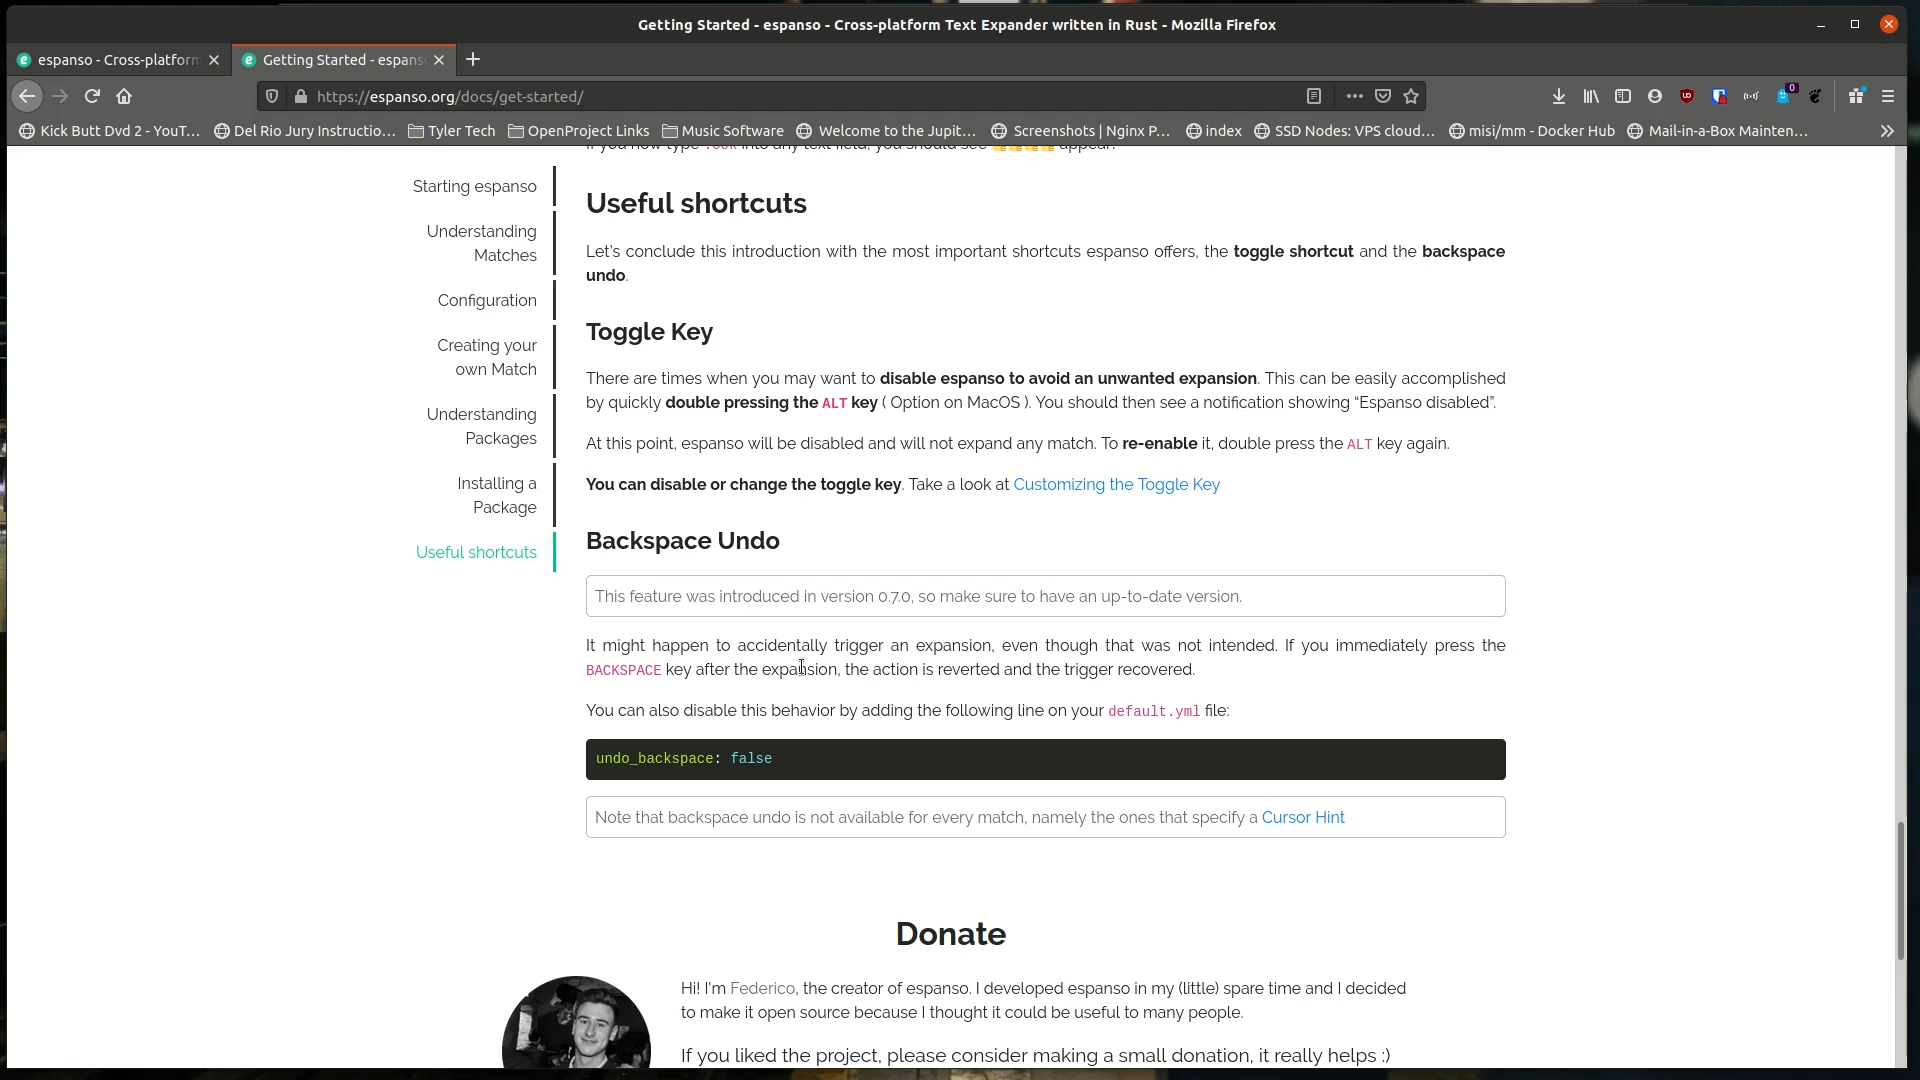 Getting Started - espanso - Cross-platform Text Expander written in Rust - Mozilla Firefox
espanso - Cross-platform
Getting Started - espans
https://espanso.org/docs/get-started/
0
Kick Butt Dvd 2 - YouT…
Del Rio Jury Instructio…
Tyler Tech
OpenProject Links
Music Software
Welcome to the Jupit…
Screenshots | Nginx P…
index
SSD Nodes: VPS cloud…
misi/mm - Docker Hub
Mail-in-a-Box Mainten…
If you now type :ook into any text field, you should see 👍👍👍👍 appear!
Starting espanso
Understanding
Matches
Configuration
Creating your
own Match
Understanding
Packages
Installing a
Package
Useful shortcuts
Useful shortcuts
Let's conclude this introduction with the most important shortcuts espanso offers, the toggle shortcut and the backspace
undo.
Toggle Key
There are times when you may want to disable espanso to avoid an unwanted expansion. This can be easily accomplished
by quickly double pressing the ALT key ( Option on MacOS ). You should then see a notification showing “Espanso disabled”.
At this point, espanso will be disabled and will not expand any match. To re-enable it, double press the ALT key again.
You can disable or change the toggle key. Take a look at Customizing the Toggle Key
Backspace Undo
This feature was introduced in version 0.7.0, so make sure to have an up-to-date version.
It might happen to accidentally trigger an expansion, even though that was not intended. If you immediately press the
BACKSPACE key after the expansion, the action is reverted and the trigger recovered.
You can also disable this behavior by adding the following line on your default.yml file:
undo_backspace: false
Note that backspace undo is not available for every match, namely the ones that specify a Cursor Hint
Donate
Hi! I'm Federico, the creator of espanso. I developed espanso in my (little) spare time and I decided
to make it open source because I thought it could be useful to many people.
If you liked the project, please consider making a small donation, it really helps :)